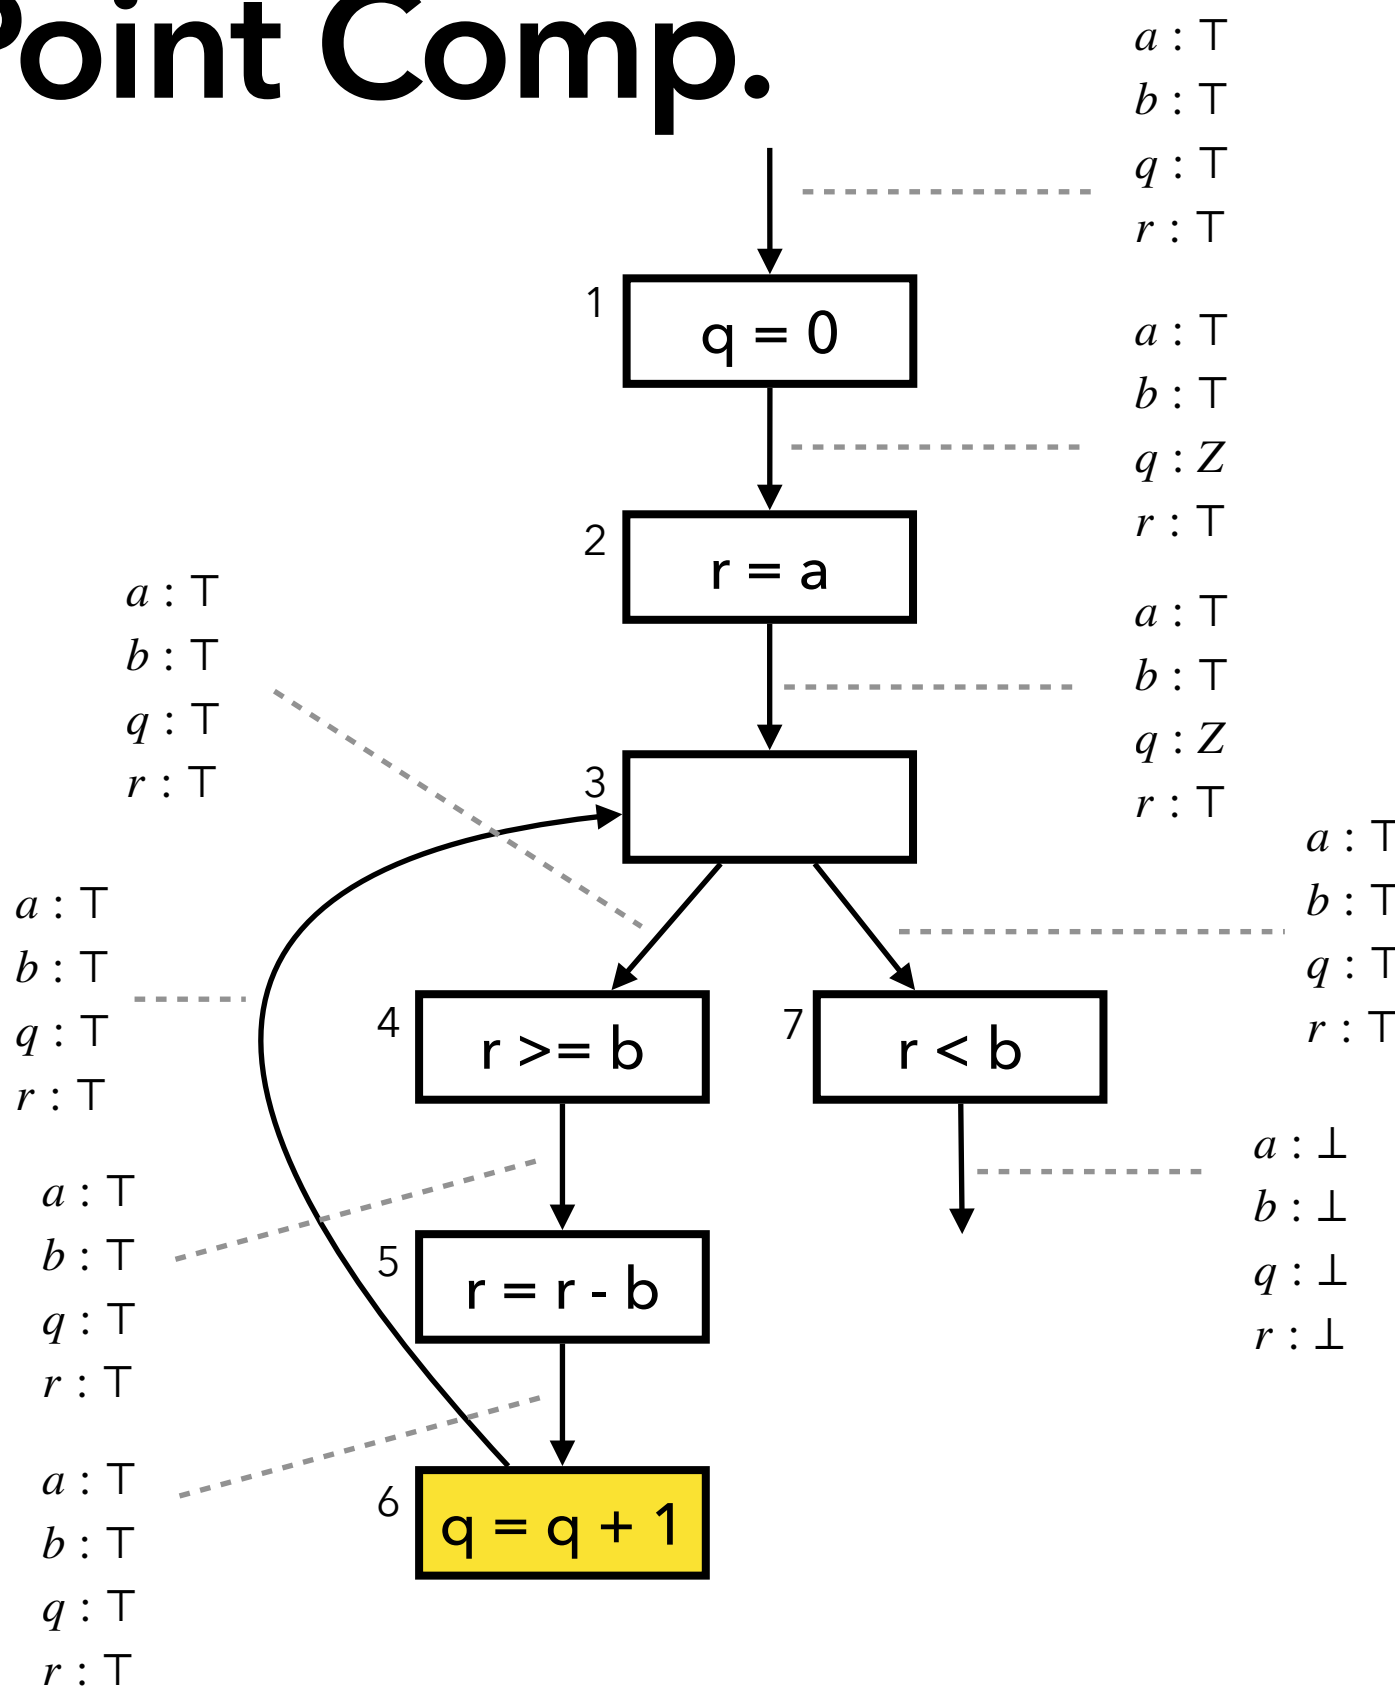 Point Comp.
a : ⊤
b : ⊤
q : ⊤
r : ⊤
1
q = 0
a : ⊤
b : ⊤
q : Z
r : ⊤
2
r = a
a : ⊤
b : ⊤
q : ⊤
r : ⊤
a : ⊤
b : ⊤
q : Z
r : ⊤
3
a : ⊤
b : ⊤
q : ⊤
r : ⊤
a : ⊤
b : ⊤
q : ⊤
r : ⊤
4
r >= b
7
r < b
a : ⊥
b : ⊥
q : ⊥
r : ⊥
a : ⊤
b : ⊤
q : ⊤
r : ⊤
5
r = r - b
a : ⊤
b : ⊤
q : ⊤
r : ⊤
6
q = q + 1